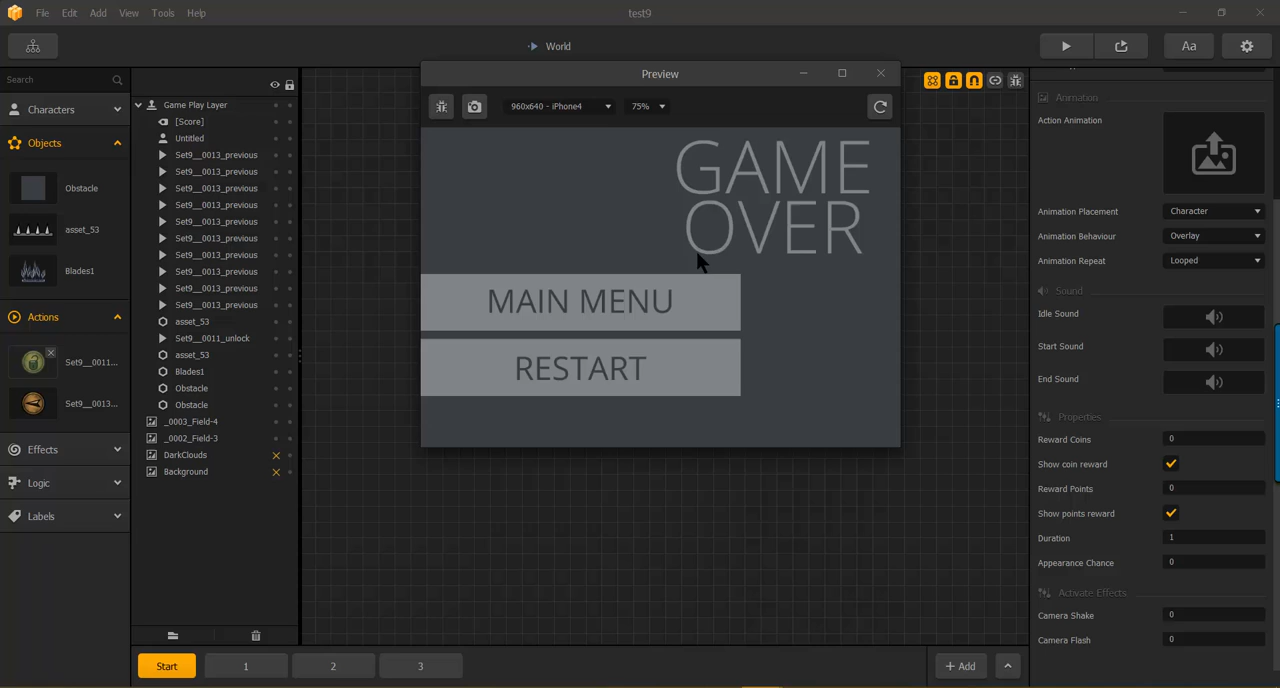 File Edit Add View Tools Help
test9
World
Aa
Search
Characters
Objects
Obstacle
asset_53
Blades1
Actions
Set9__0011...
Set9__0013...
Effects
Logic
Labels
Game Play Layer
[Score]
Untitled
Set9__0013_previous
Set9__0013_previous
Set9__0013_previous
Set9__0013_previous
Set9__0013_previous
Set9__0013_previous
Set9__0013_previous
Set9__0013_previous
Set9__0013_previous
Set9__0013_previous
asset_53
Set9__0011_unlock
asset_53
Blades1
Obstacle
Obstacle
_0003_Field-4
_0002_Field-3
DarkClouds
Background
Preview
960x640 - iPhone4
75%
GAME
OVER
MAIN MENU
RESTART
Start 1 2 3
Add
Animation
Action Animation
Animation Placement Character
Animation Behaviour Overlay
Animation Repeat Looped
Sound
Idle Sound
Start Sound
End Sound
Properties
Reward Coins 0
Show coin reward
Reward Points 0
Show points reward
Duration 1
Appearance Chance 0
Activate Effects
Camera Shake 0
Camera Flash 0